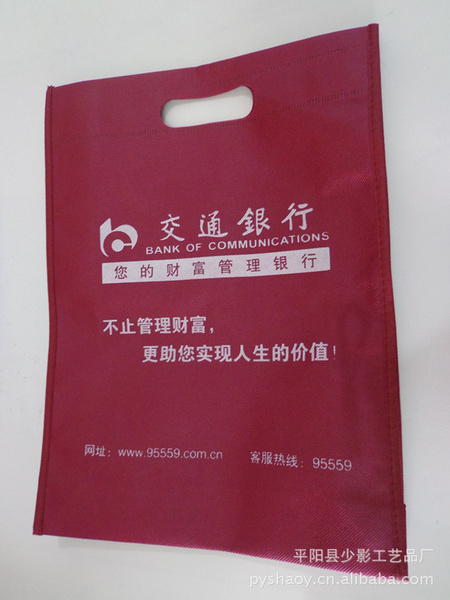 交通銀行
BANK OF COMMUNICATIONS
您的财富管理银行
不止管理财富，
更助您实现人生的价值！
网址：www.95559.com.cn 客服热线：95559
平阳县少影工艺品厂
pyshaoy.cn.alibaba.com